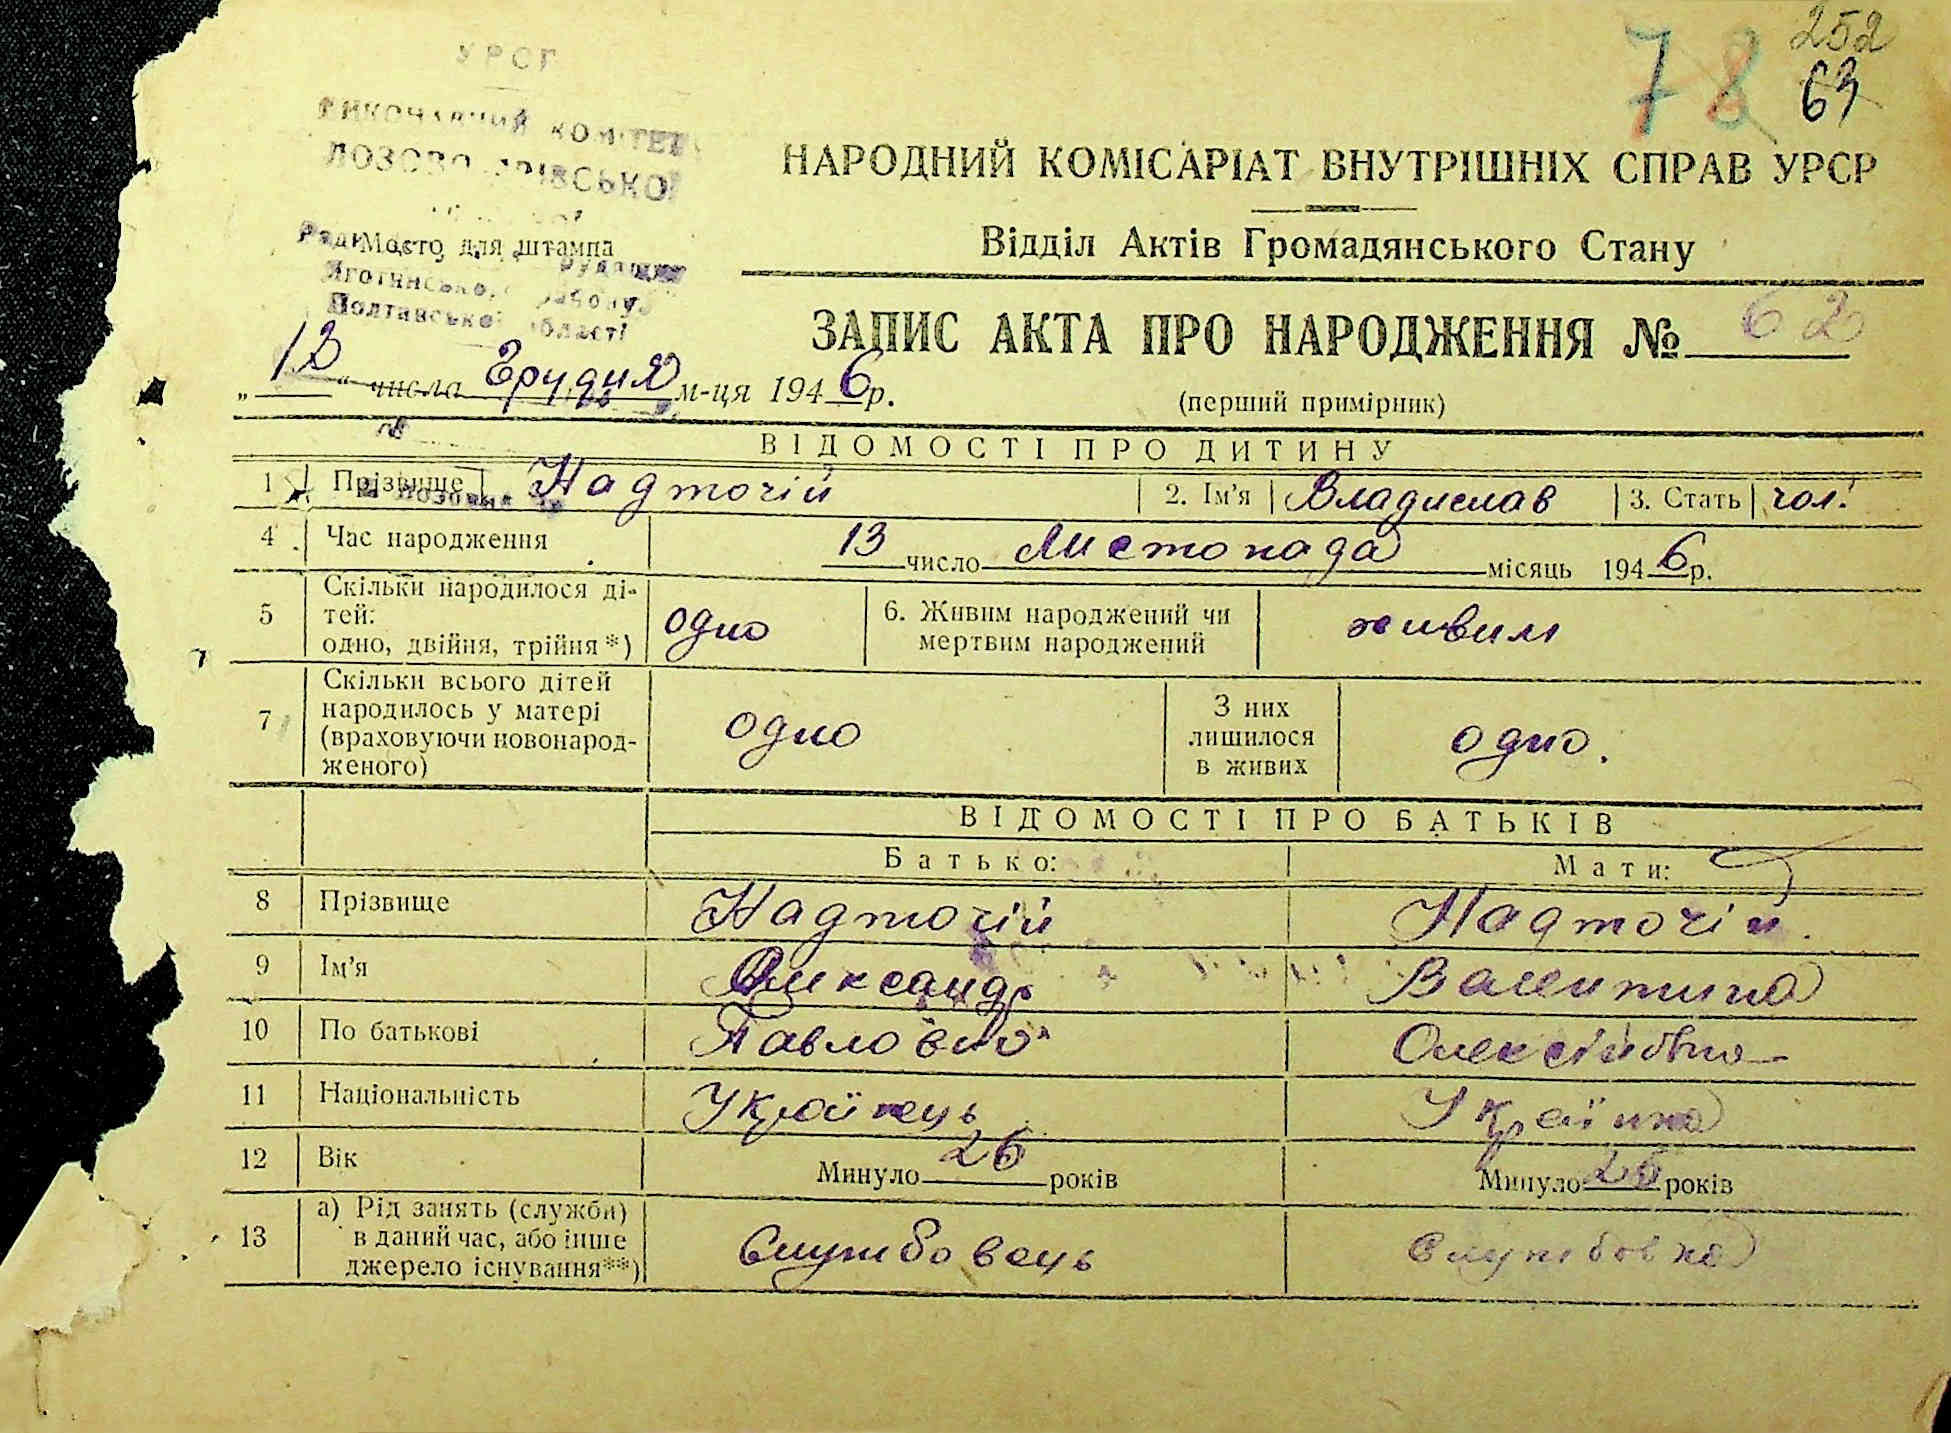 252
78 63
УРСР
ВИКОНАВЧИЙ КОМІТЕТ
НАРОДНИЙ КОМІСАРІАТ ВНУТРІШНІХ СПРАВ УРСР
Місто для штампа
Відділ Актів Громадянського Стану
Яготинського району
Полтавської області
ЗАПИС АКТА ПРО НАРОДЖЕННЯ № 62
„ 12 “ числа Грудня м-ця 1946 р.
(перший примірник)
ВІДОМОСТІ ПРО ДИТИНУ
1 Прізвище Надточій 2. Ім’я Владислав 3. Стать чол.
4 Час народження 13 число Листопада місяць 1946 р.
5 Скільки народилося ді-
тей:
одно, двійня, трійня*) одно 6. Живим народжений чи
мертвим народжений живим
7 Скільки всього дітей
народилось у матері
(враховуючи новонарод-
женого) одно З них
лишилося
в живих одно.
ВІДОМОСТІ ПРО БАТЬКІВ
Батько: Мати:
8 Прізвище Надточій Надточій.
9 Ім’я Олександр Валентина
10 По батькові Павлович Олексіївна
11 Національність Українець Українка
12 Вік Минуло 26 років Минуло 26 років
13 а) Рід занять (служби)
в даний час, або інше
джерело існування**) Службовець Службовка